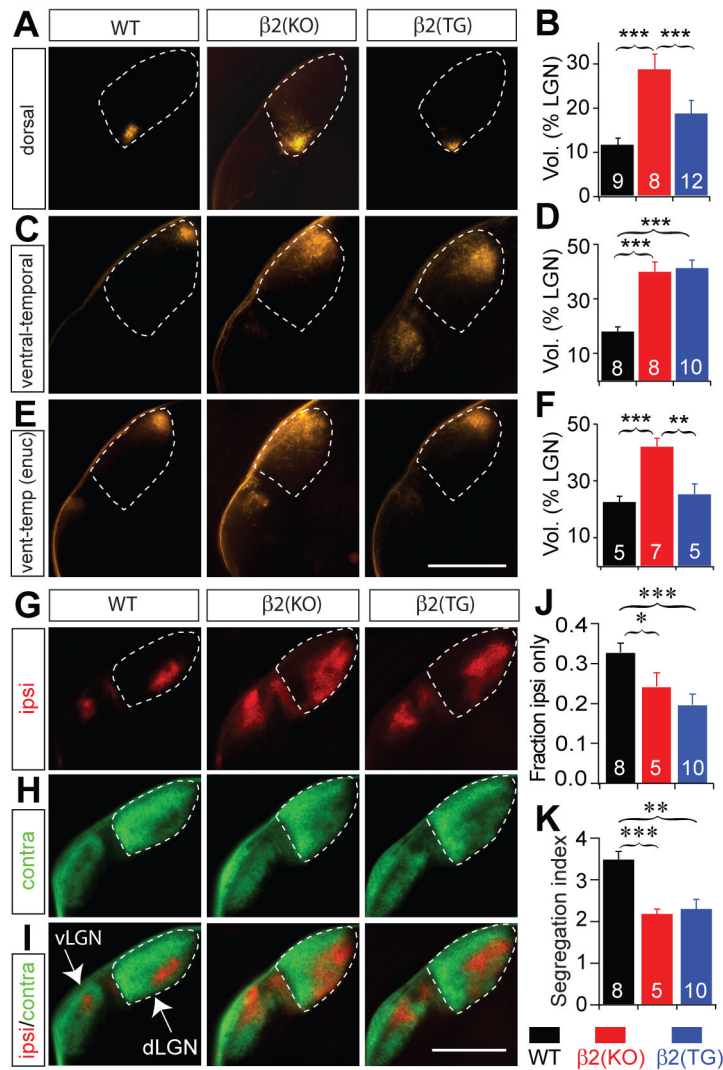 A
WT
β2(KO)
β2(TG)
dorsal
B
Vol. (% LGN)
*** ***
30
20
10
0
9 8 12
C
ventral-temporal
D
Vol. (% LGN)
***
***
50
30
10
8 8 10
E
vent-temp (enuc)
F
Vol. (% LGN)
*** **
50
30
10
5 7 5
G
WT
β2(KO)
β2(TG)
ipsi
J
Fraction ipsi only
***
*
0.4
0.3
0.2
0.1
0.0
8 5 10
H
contra
I
ipsi/contra
vLGN
dLGN
K
Segregation index
**
***
4
3
2
1
0
8 5 10
WT β2(KO) β2(TG)